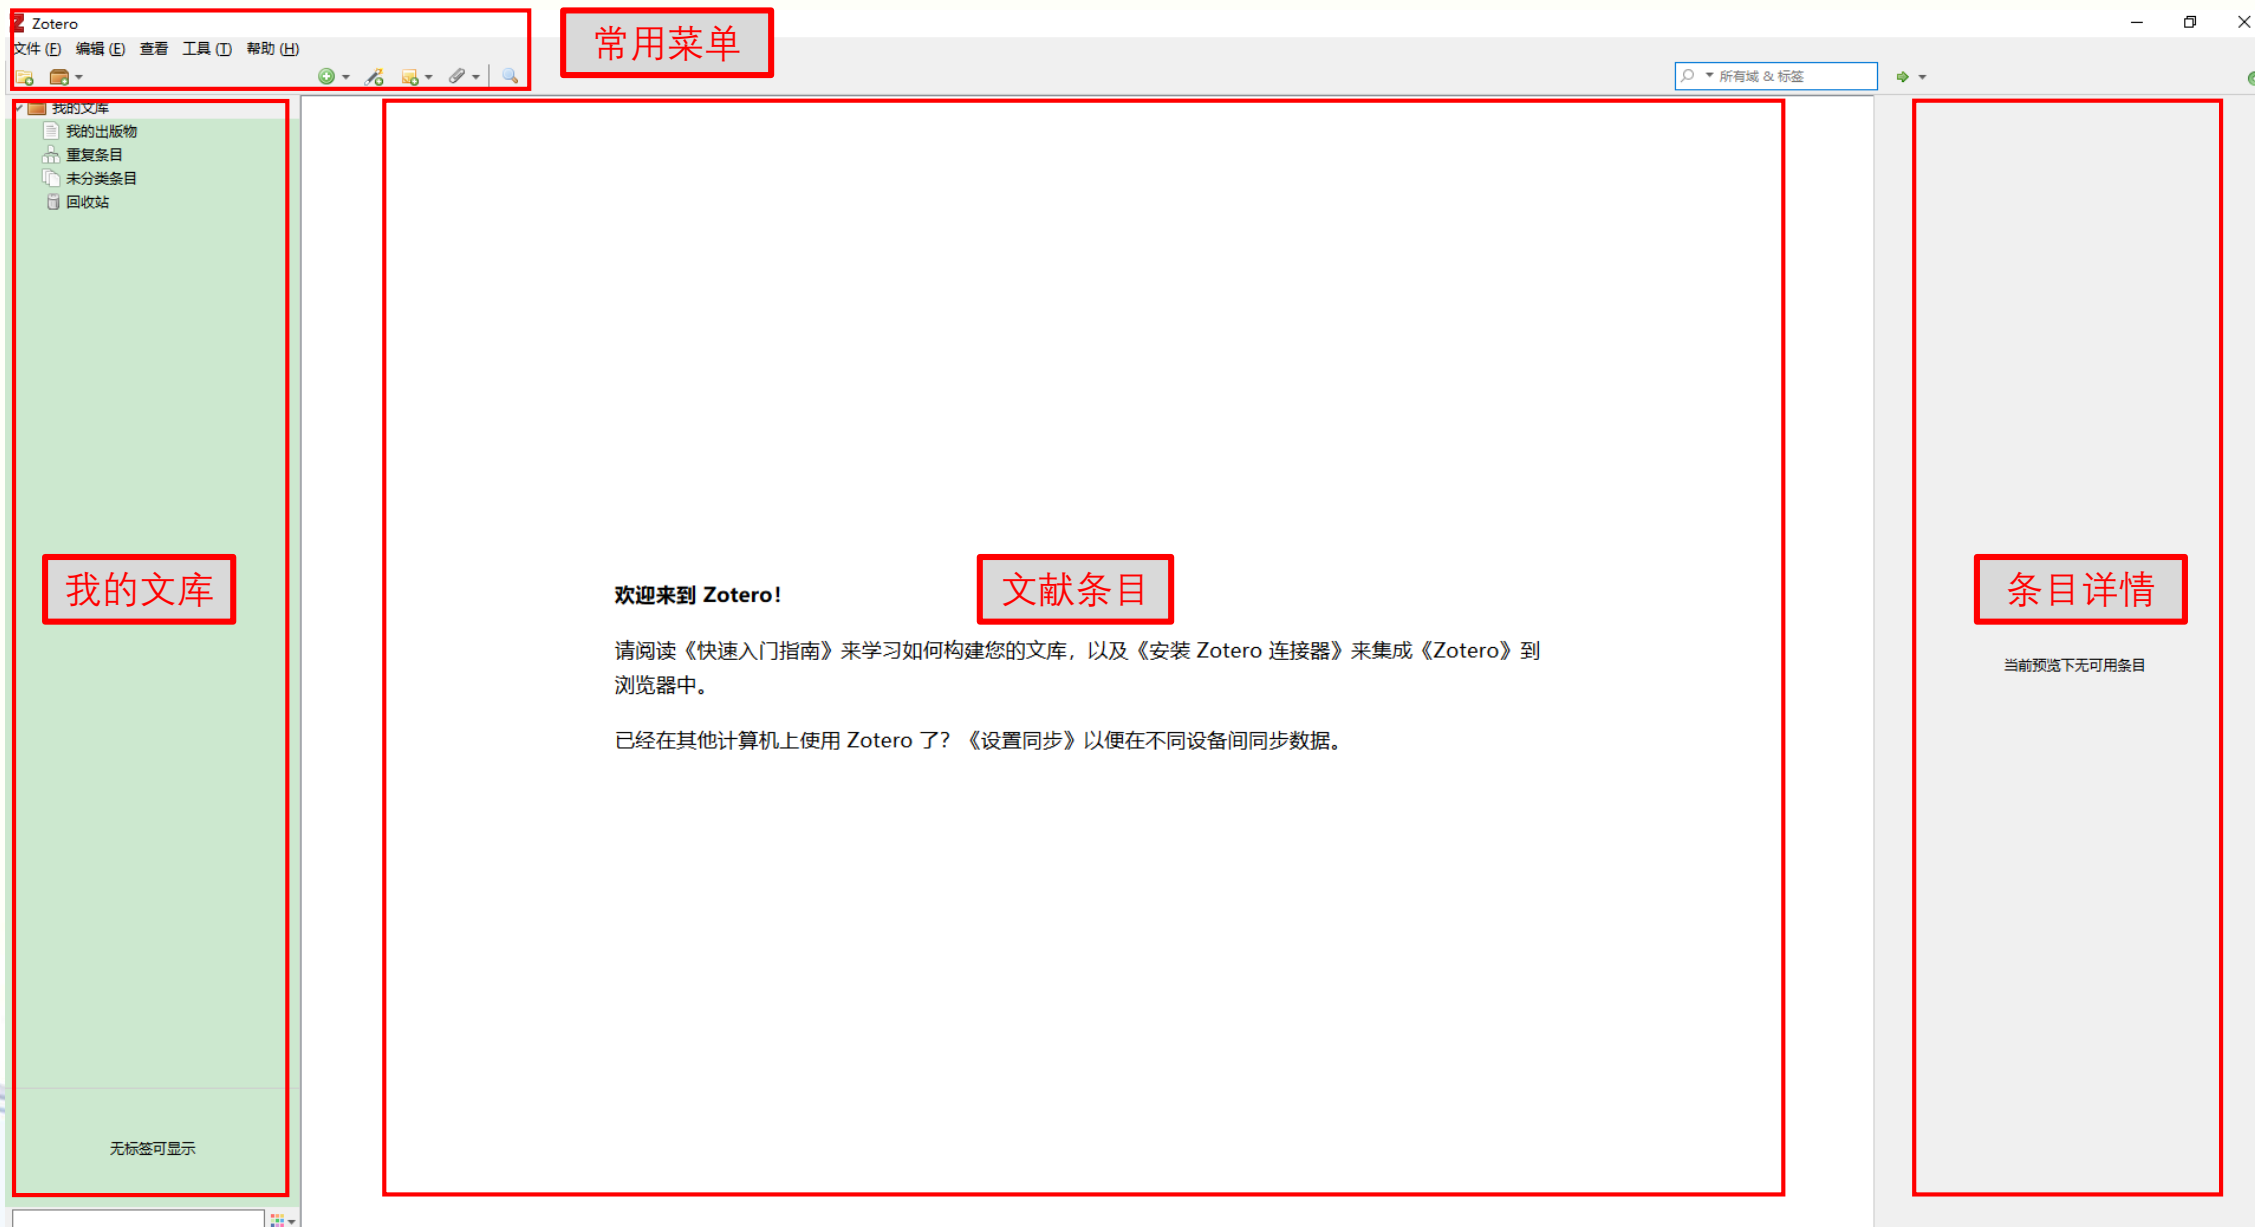 Zotero
常用菜单
文件(F) 编辑(E) 查看 工具(T) 帮助(H)
所有域 & 标签
我的文库
我的出版物
重复条目
未分类条目
回收站
我的文库
文献条目
条目详情
欢迎来到 Zotero!
请阅读《快速入门指南》来学习如何构建您的文库，以及《安装 Zotero 连接器》来集成《Zotero》到
浏览器中。
当前预览下无可用条目
已经在其他计算机上使用 Zotero 了？《设置同步》以便在不同设备间同步数据。
无标签可显示